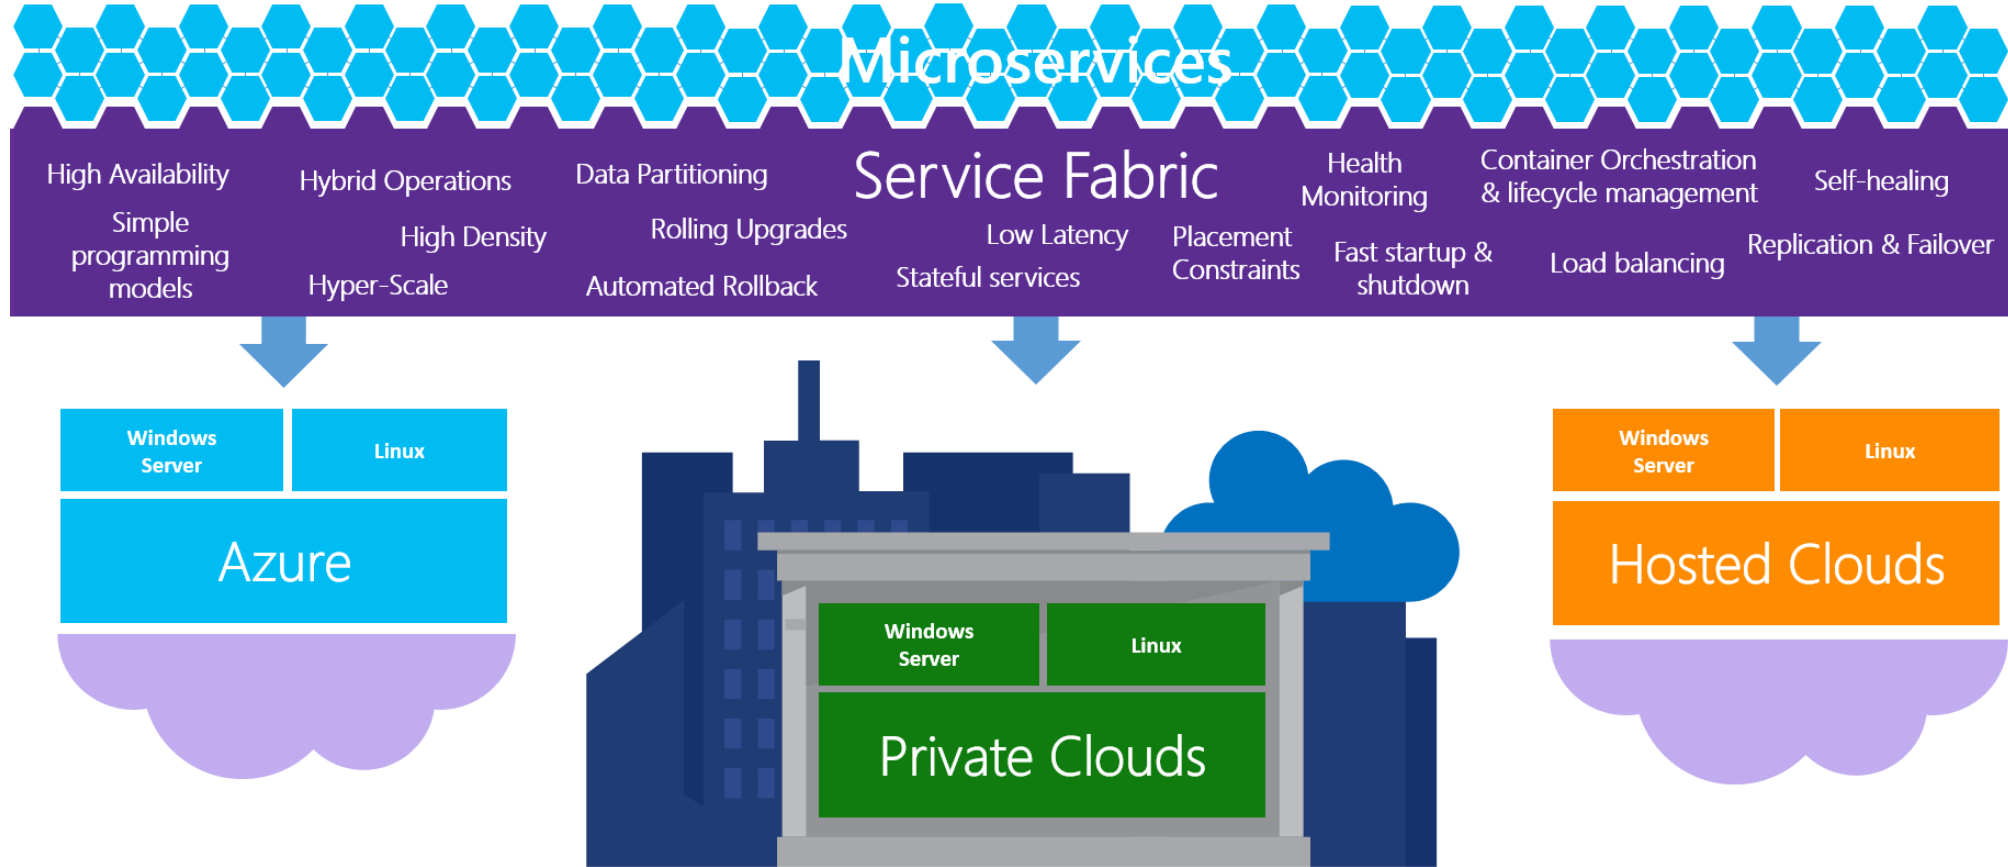 Microservices
Service Fabric
High Availability
Hybrid Operations
Data Partitioning
Health
Monitoring
Container Orchestration
& lifecycle management
Self-healing
Simple
programming
models
High Density
Rolling Upgrades
Low Latency
Placement
Constraints
Fast startup &
shutdown
Load balancing
Replication & Failover
Hyper-Scale
Automated Rollback
Stateful services
Windows
Server
Linux
Azure
Windows
Server
Linux
Private Clouds
Windows
Server
Linux
Hosted Clouds